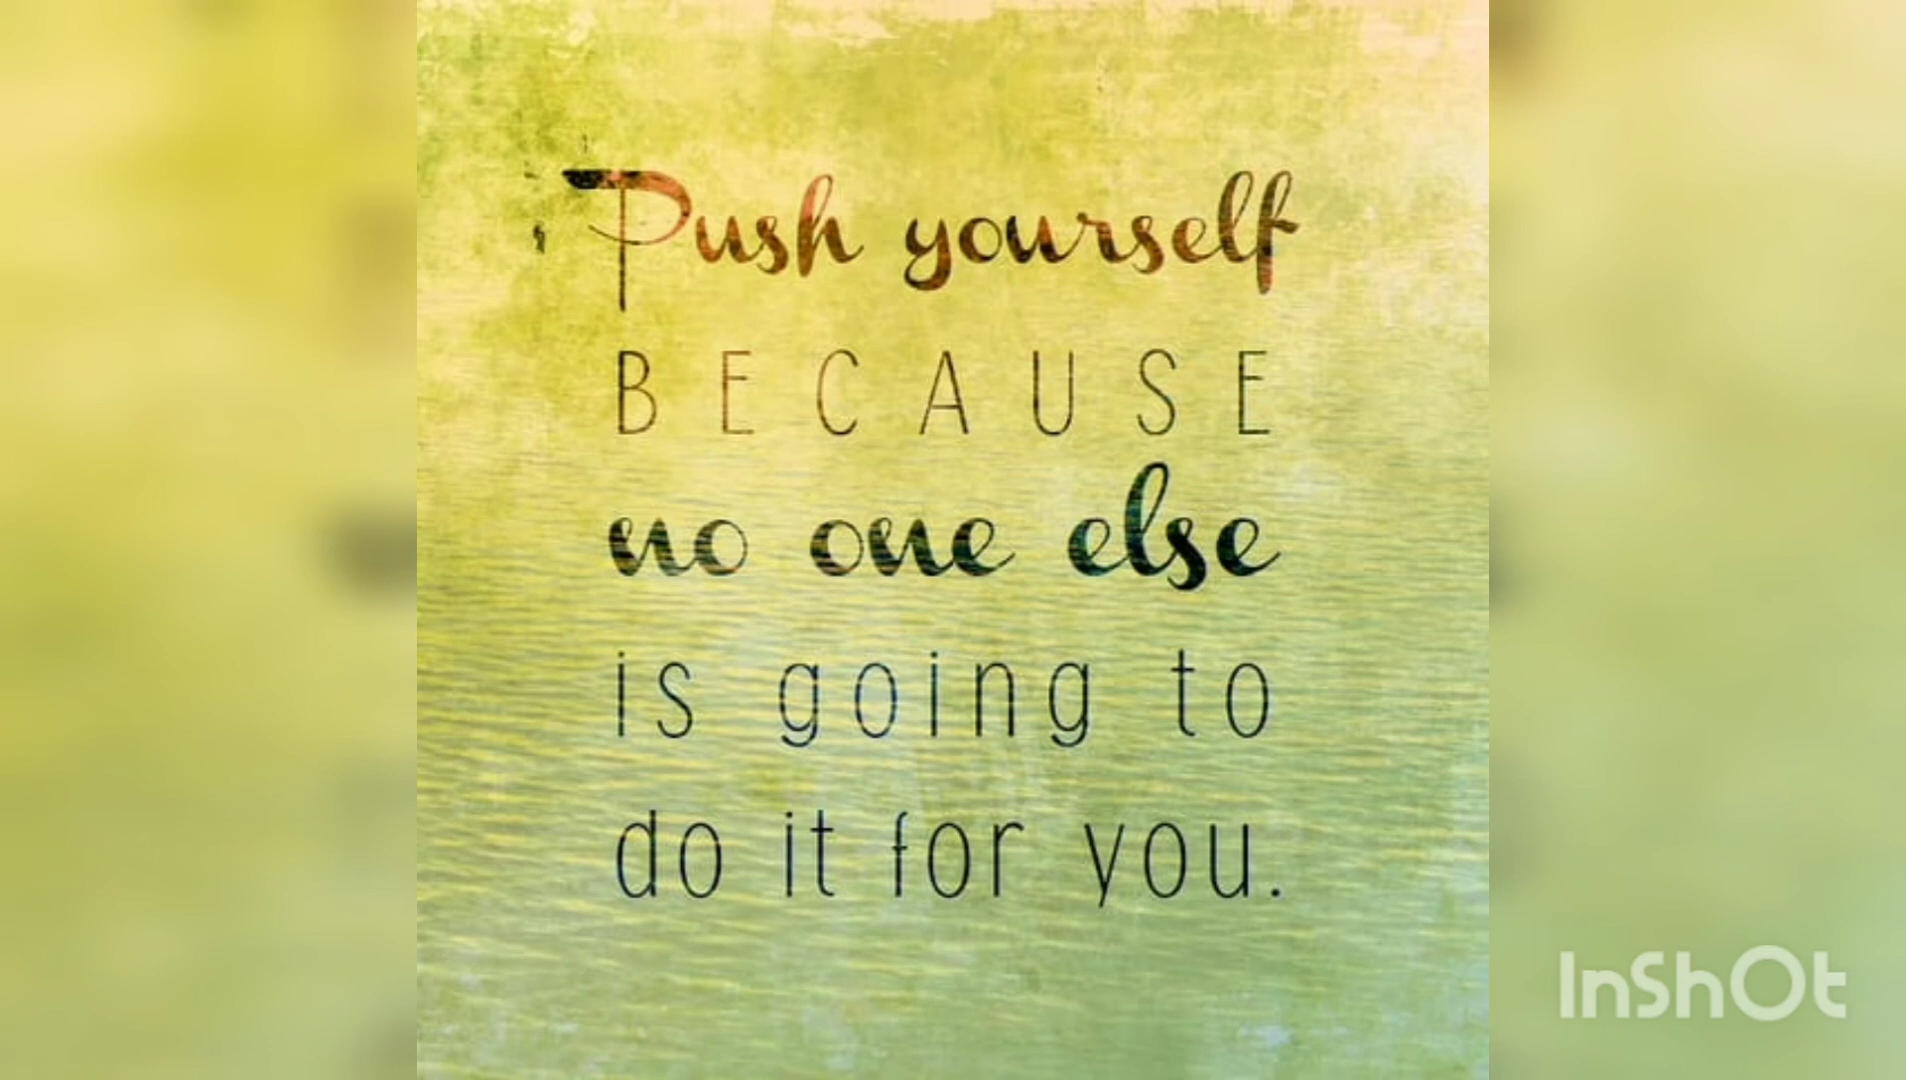 Push yourself
BECAUSE
no one else
is going to
do it for you.
InShOt